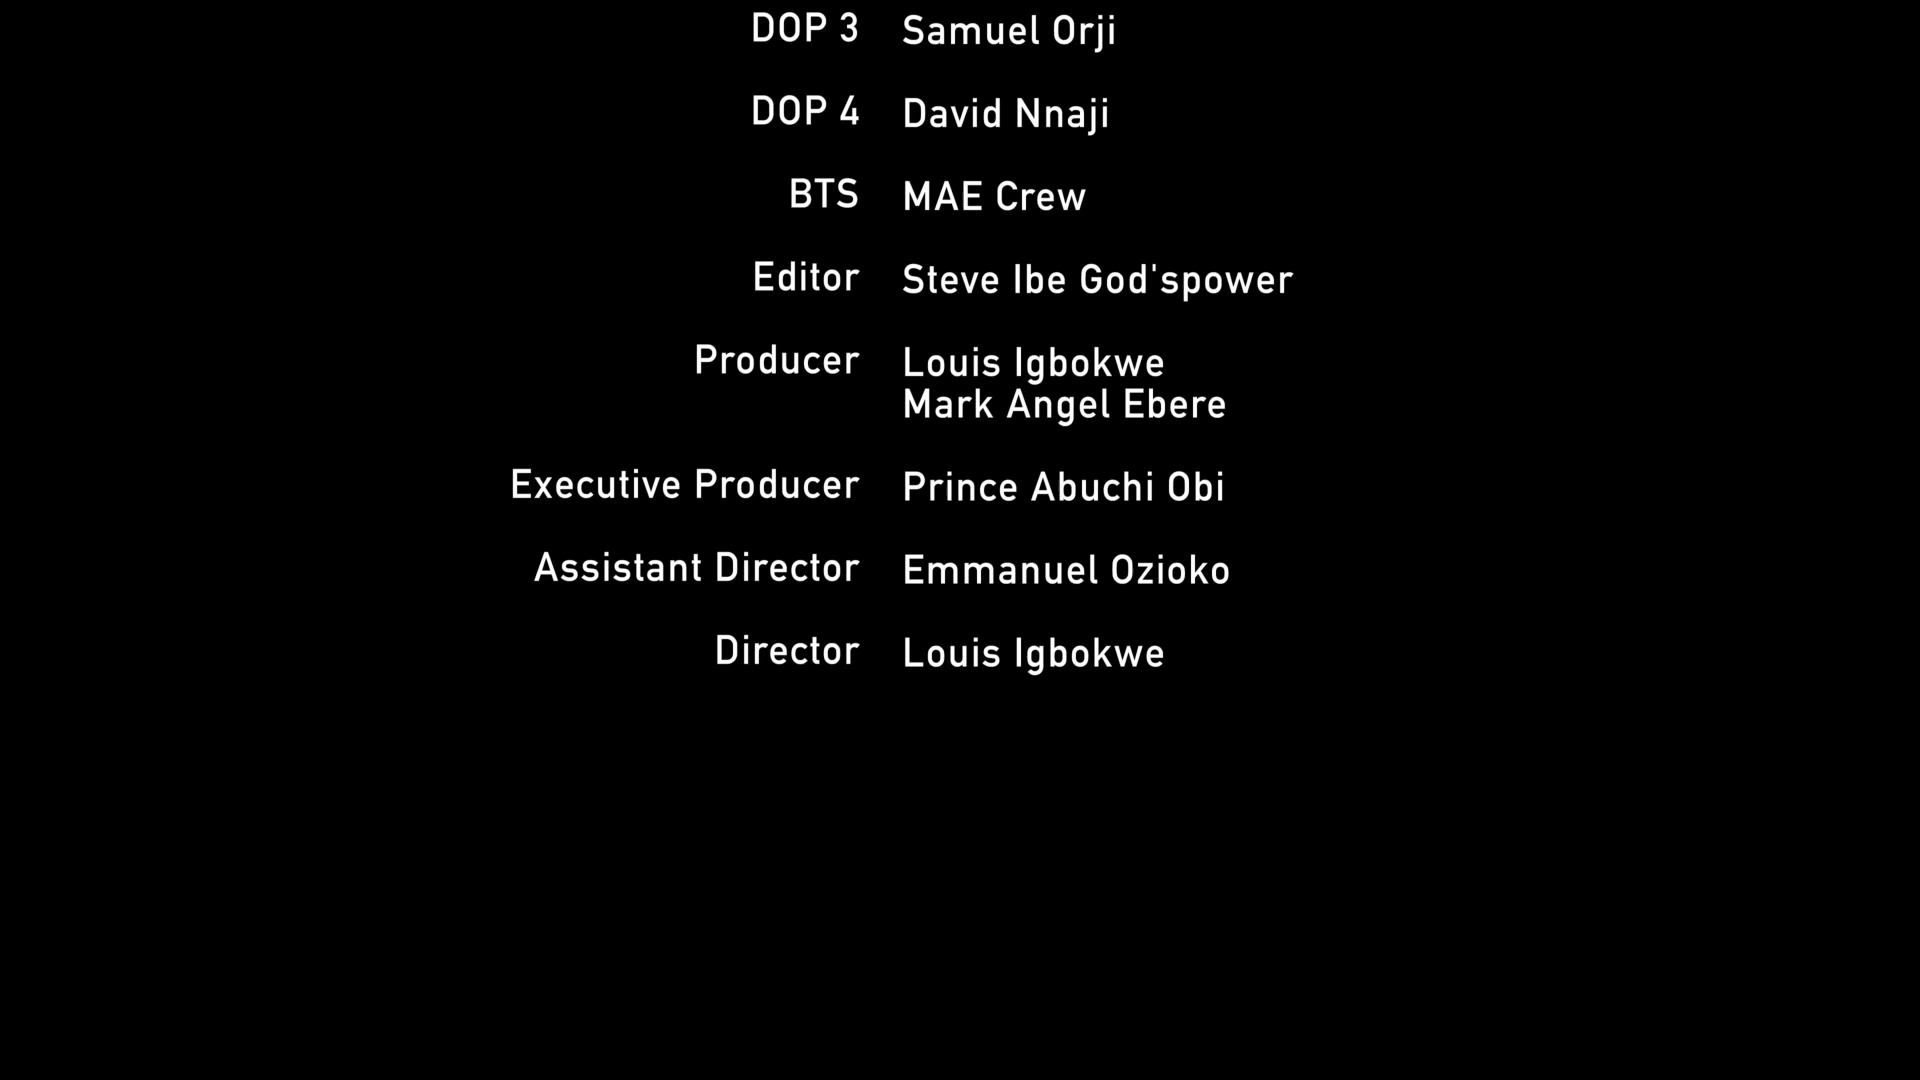 DOP 3 Samuel Orji
DOP 4 David Nnaji
BTS MAE Crew
Editor Steve Ibe God'spower
Producer Louis Igbokwe
Mark Angel Ebere
Executive Producer Prince Abuchi Obi
Assistant Director Emmanuel Ozioko
Director Louis Igbokwe